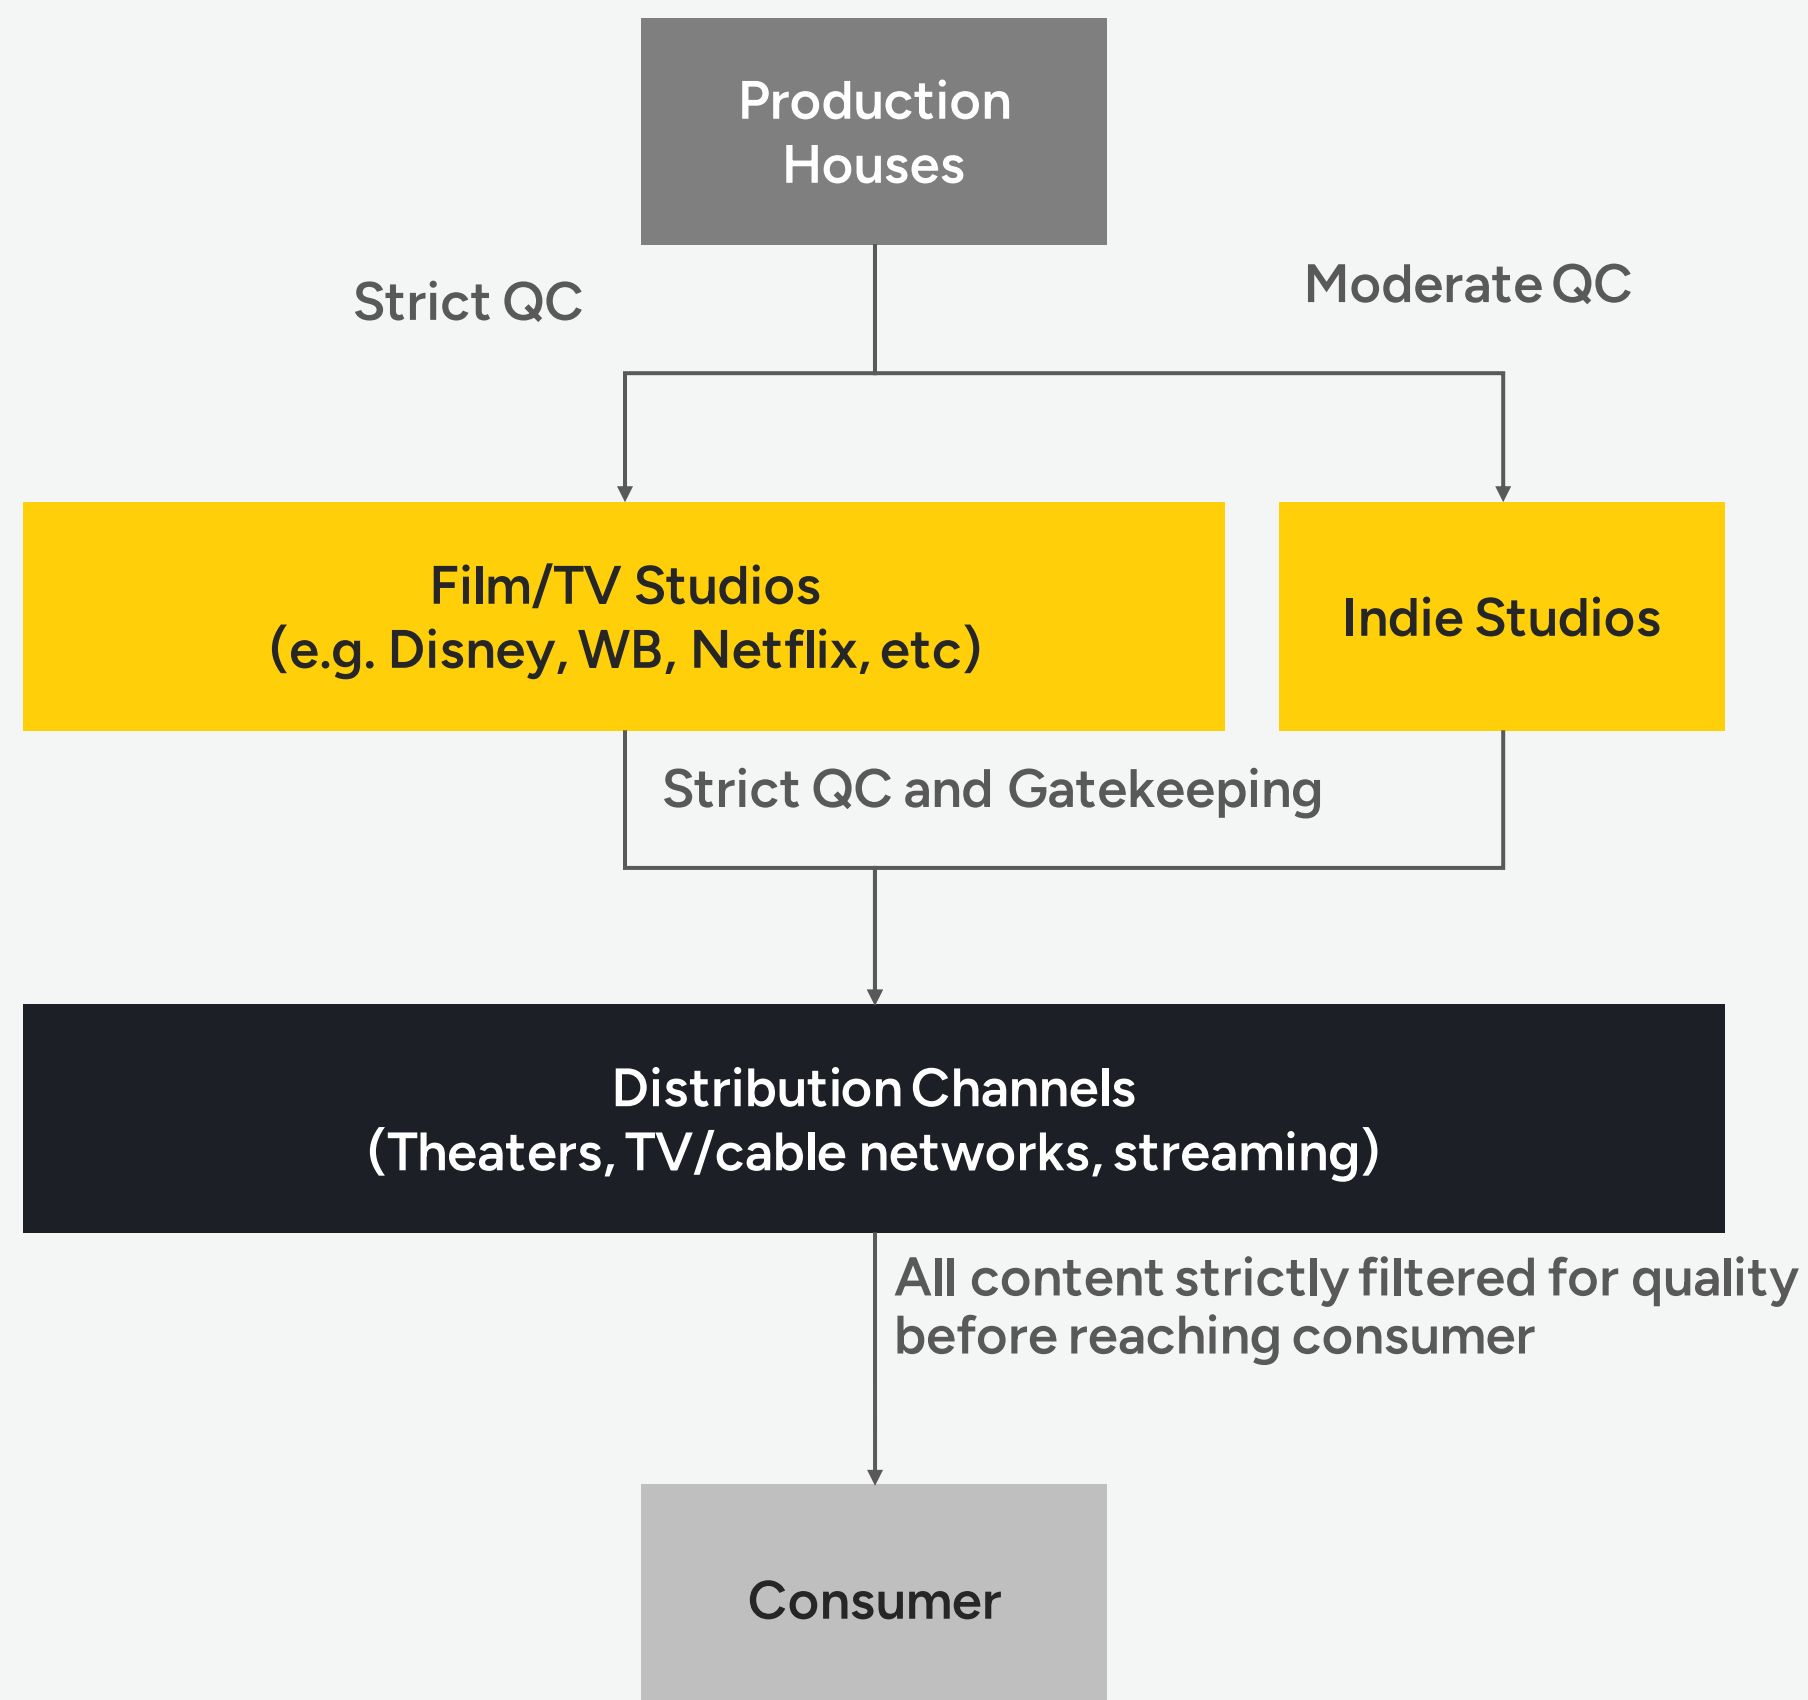 Production
Houses
Strict QC
Moderate QC
Film/TV Studios
(e.g. Disney, WB, Netflix, etc)
Indie Studios
Strict QC and Gatekeeping
Distribution Channels
(Theaters, TV/cable networks, streaming)
All content strictly filtered for quality
before reaching consumer
Consumer